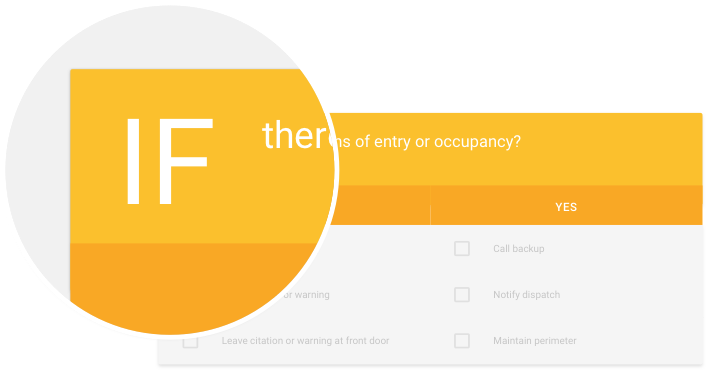 IF ther
of entry or occupancy?
YES
Call backup
or warning
Notify dispatch
Leave citation or warning at front door
Maintain perimeter